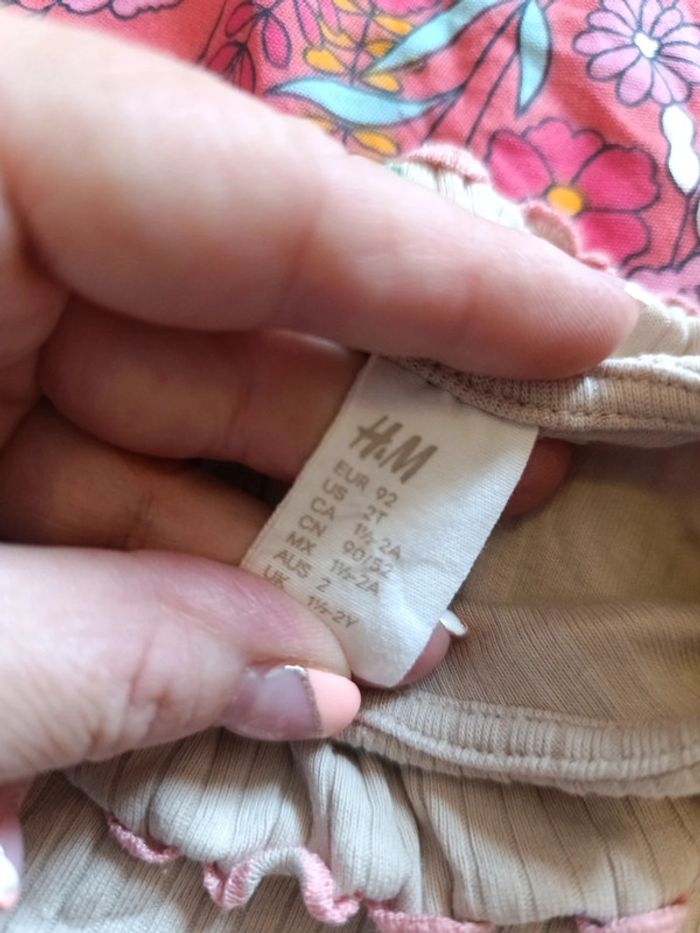 H&M
EUR 92
US 2T
CA 1½-2A
CN 90/52
MX 1½-2A
AUS 2
UK 1½-2Y